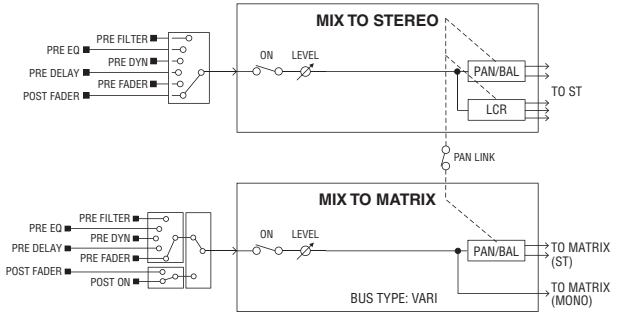 MIX TO STEREO
PRE FILTER
PRE EQ
PRE DYN
PRE DELAY
PRE FADER
POST FADER
ON
LEVEL
PAN/BAL
LCR
TO ST
PAN LINK
MIX TO MATRIX
PRE FILTER
PRE EQ
PRE DYN
PRE DELAY
PRE FADER
POST FADER
POST ON
ON
LEVEL
PAN/BAL
TO MATRIX
(ST)
TO MATRIX
(MONO)
BUS TYPE: VARI